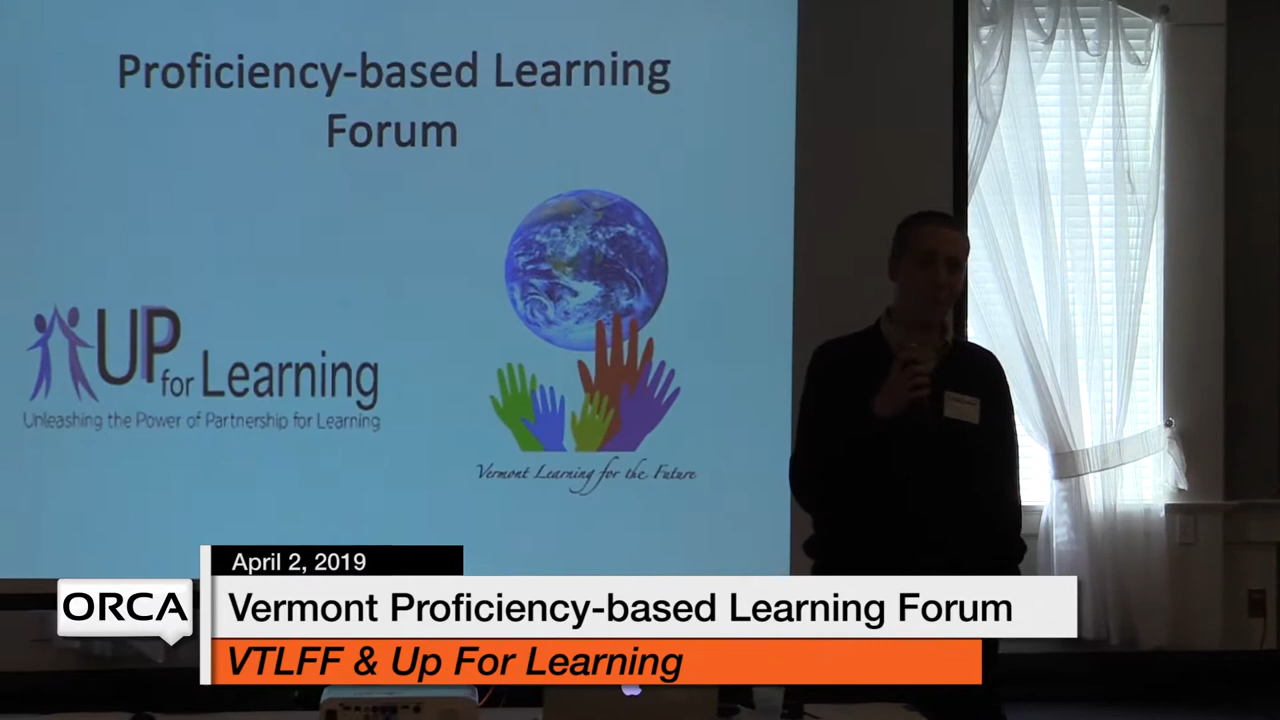 Proficiency-based Learning
Forum
UP for Learning
Unleashing the Power of Partnership for Learning
Vermont Learning for the Future
April 2, 2019
ORCA
Vermont Proficiency-based Learning Forum
VTLFF & Up For Learning